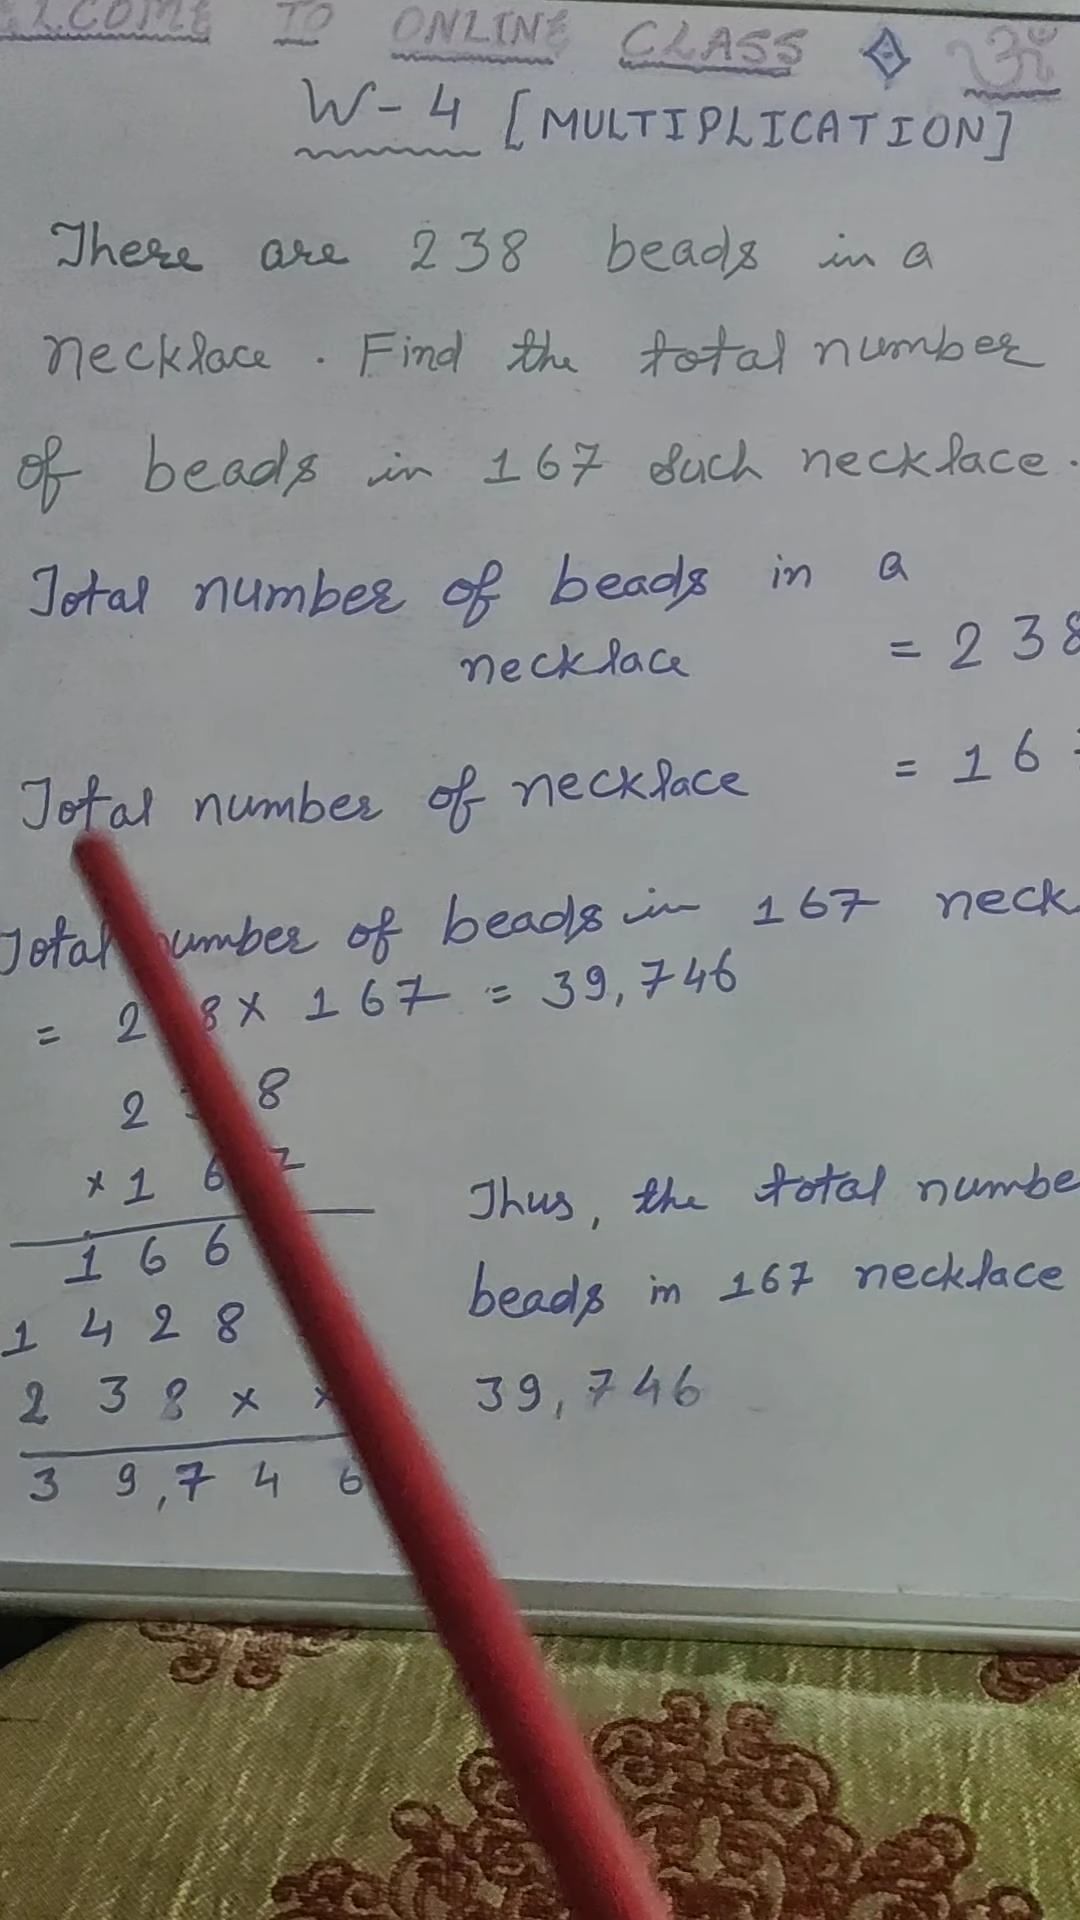 TO ONLINE CLASS ॐ
W-4 [MULTIPLICATION]
There are 238 beads in a
necklace. Find the total number
of beads in 167 such necklace.
Total number of beads in a
necklace = 238
Total number of necklace = 16
Total number of beads in 167 neck
= 2 8 × 167 = 39,746
2 8
× 1 6 7
1 6 6
1 4 2 8
2 3 8 × ×
3 9,7 4 6
Thus, the total numbe
beads in 167 necklace
39,746